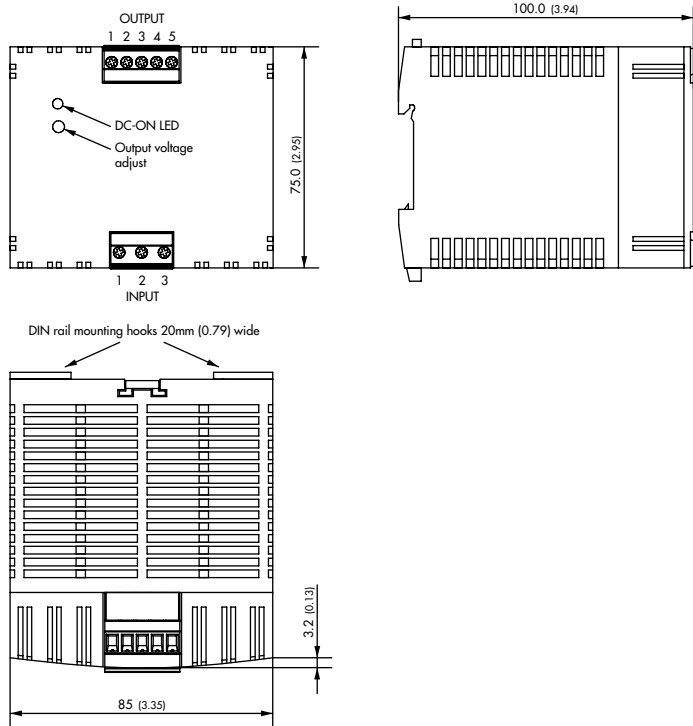 OUTPUT
1 2 3 4 5
DC-ON LED
Output voltage
adjust
75.0 (2.95)
1 2 3
INPUT
100.0 (3.94)
DIN rail mounting hooks 20mm (0.79) wide
3.2 (0.13)
85 (3.35)